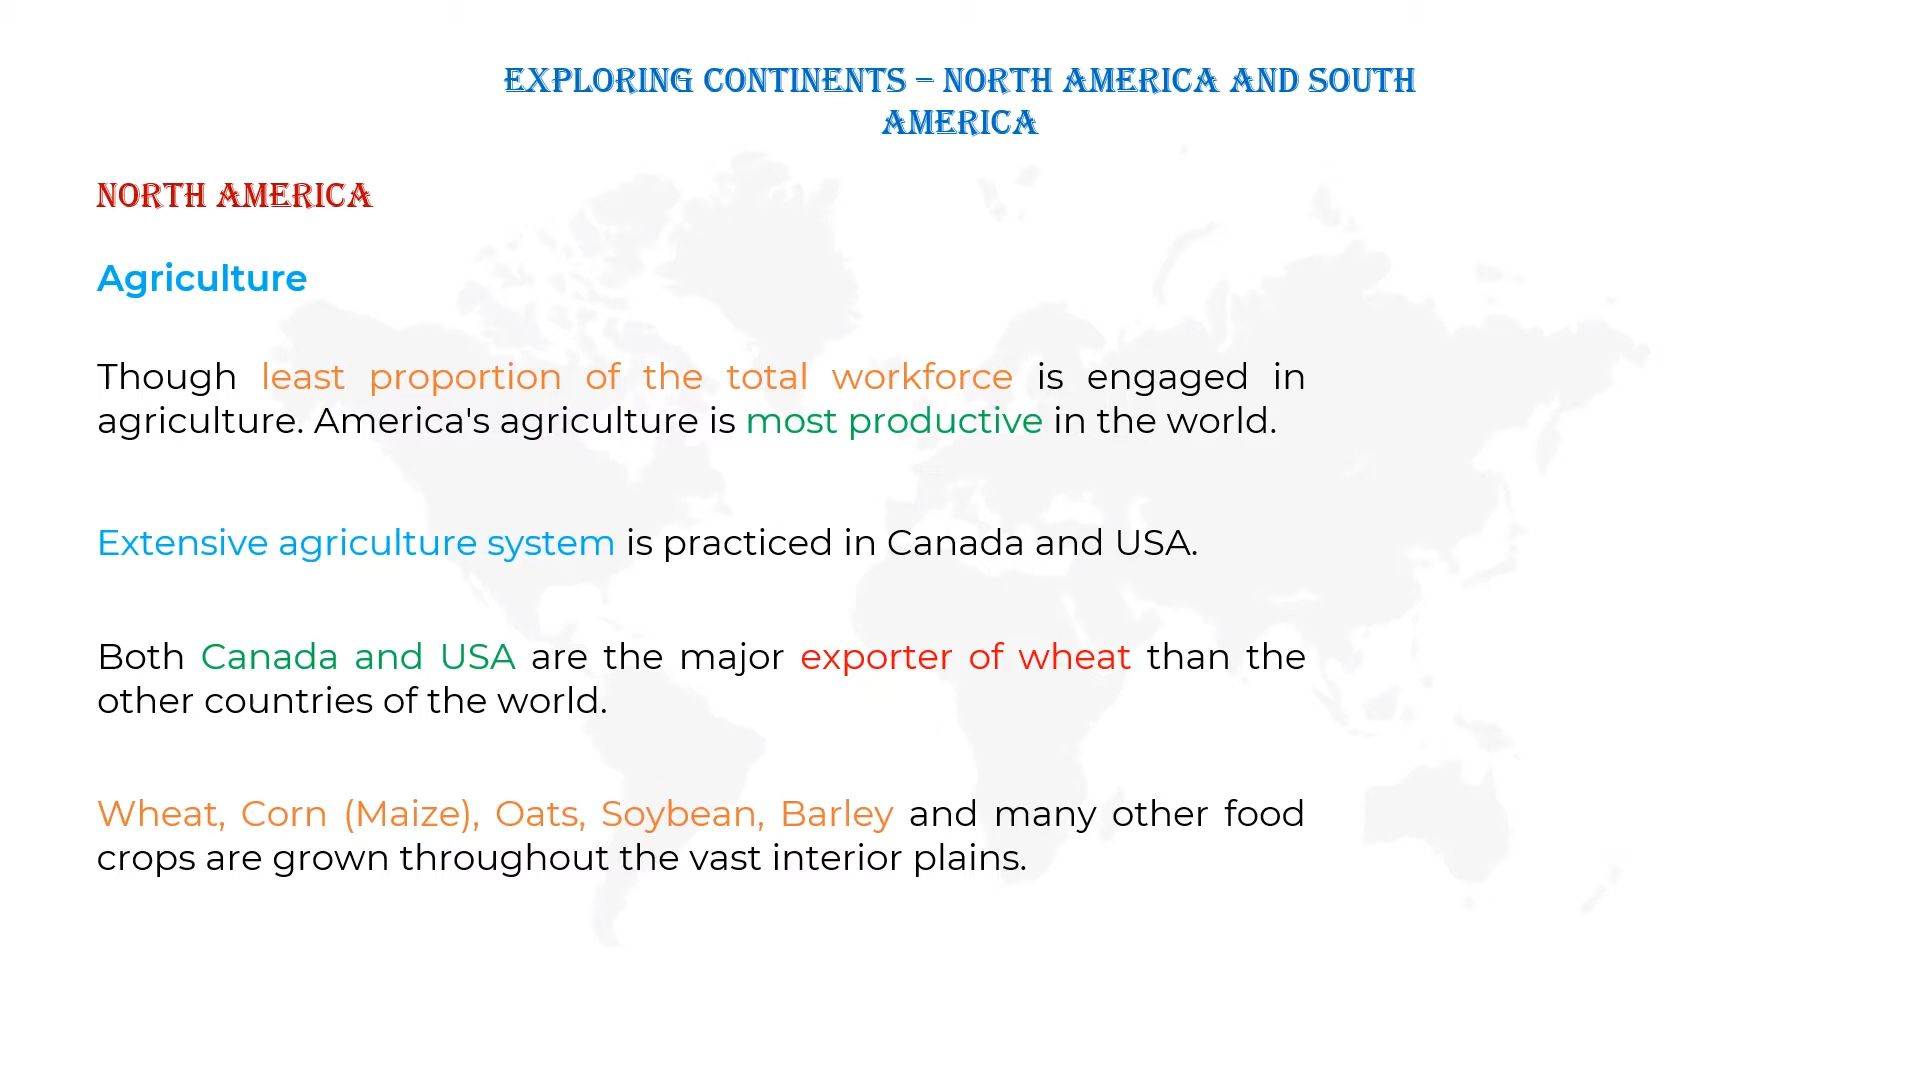 EXPLORING CONTINENTS – NORTH AMERICA AND SOUTH
AMERICA
NORTH AMERICA
Agriculture
Though least proportion of the total workforce is engaged in
agriculture. America's agriculture is most productive in the world.
Extensive agriculture system is practiced in Canada and USA.
Both Canada and USA are the major exporter of wheat than the
other countries of the world.
Wheat, Corn (Maize), Oats, Soybean, Barley and many other food
crops are grown throughout the vast interior plains.